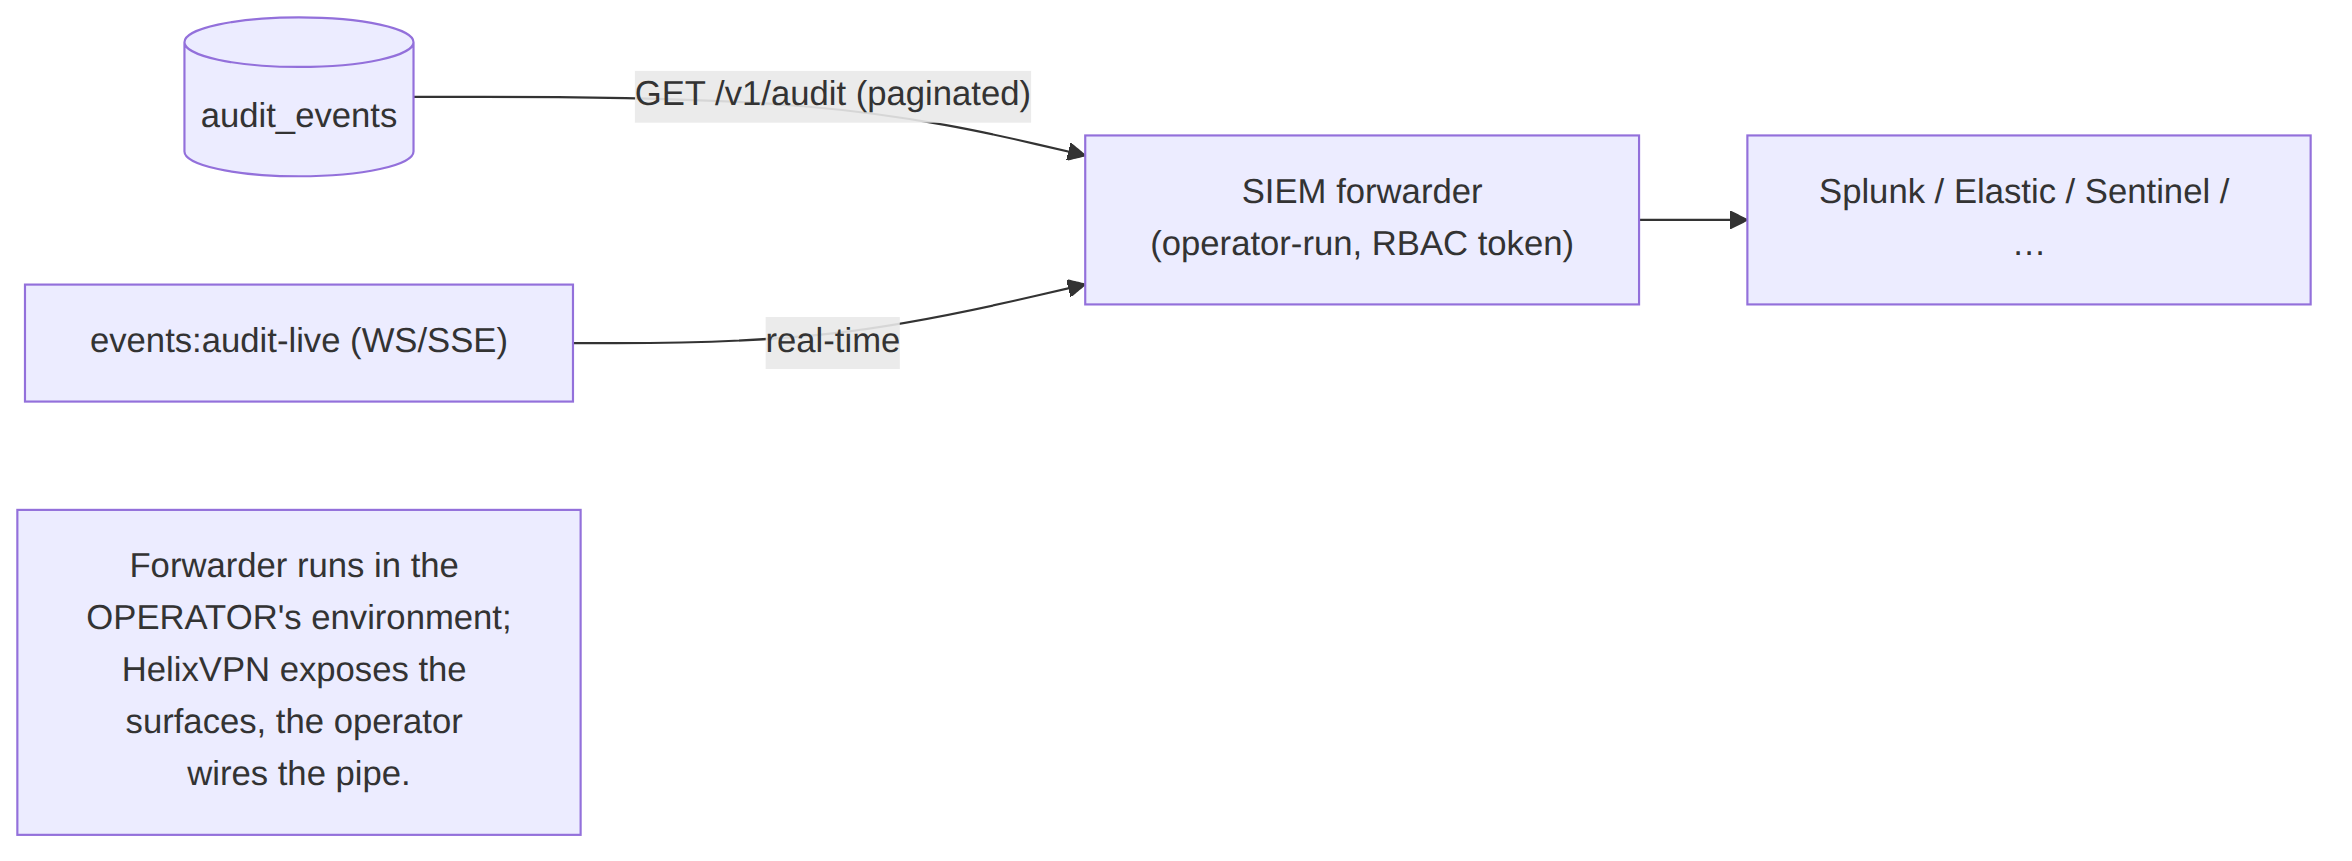 audit_events
GET /v1/audit (paginated)
SIEM forwarder
(operator-run, RBAC token)
Splunk / Elastic / Sentinel /
…
events:audit-live (WS/SSE)
real-time
Forwarder runs in the
OPERATOR's environment;
HelixVPN exposes the
surfaces, the operator
wires the pipe.